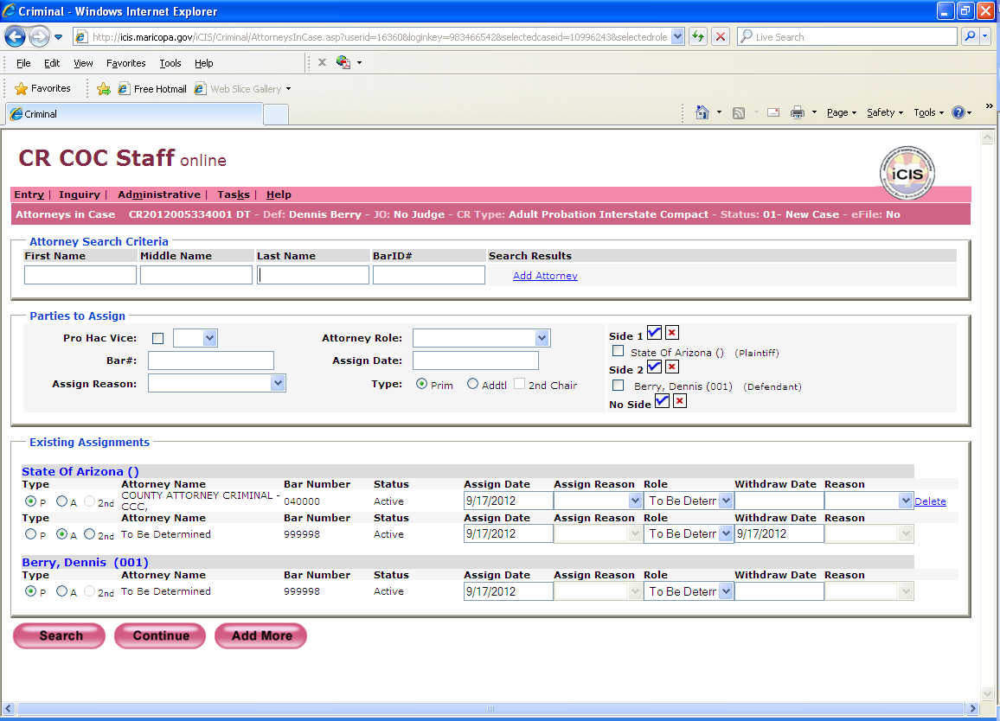 Criminal - Windows Internet Explorer
http://icis.maricopa.gov/iCIS/Criminal/AttorneysInCase.asp?userid=16360&loginkey=983466542&selectedcaseid=10996243&selectedrole
Live Search
File Edit View Favorites Tools Help
Favorites Free Hotmail Web Slice Gallery
Criminal
Page Safety Tools
CR COC Staff online
iCIS
Entry | Inquiry | Administrative | Tasks | Help
Attorneys in Case CR2012005334001 DT - Def: Dennis Berry - JO: No Judge - CR Type: Adult Probation Interstate Compact - Status: 01- New Case - eFile: No
Attorney Search Criteria
First Name Middle Name Last Name BarID# Search Results
Add Attorney
Parties to Assign
Pro Hac Vice: Attorney Role:
Bar#: Assign Date:
Assign Reason: Type: Prim Addtl 2nd Chair
Side 1
State Of Arizona () (Plaintiff)
Side 2
Berry, Dennis (001) (Defendant)
No Side
Existing Assignments
State Of Arizona ()
Type Attorney Name Bar Number Status Assign Date Assign Reason Role Withdraw Date Reason
P A 2nd COUNTY ATTORNEY CRIMINAL - CCC, 040000 Active 9/17/2012 To Be Deterr Delete
Type Attorney Name Bar Number Status Assign Date Assign Reason Role Withdraw Date Reason
P A 2nd To Be Determined 999998 Active 9/17/2012 To Be Deterr 9/17/2012
Berry, Dennis (001)
Type Attorney Name Bar Number Status Assign Date Assign Reason Role Withdraw Date Reason
P A 2nd To Be Determined 999998 Active 9/17/2012 To Be Deterr
Search Continue Add More